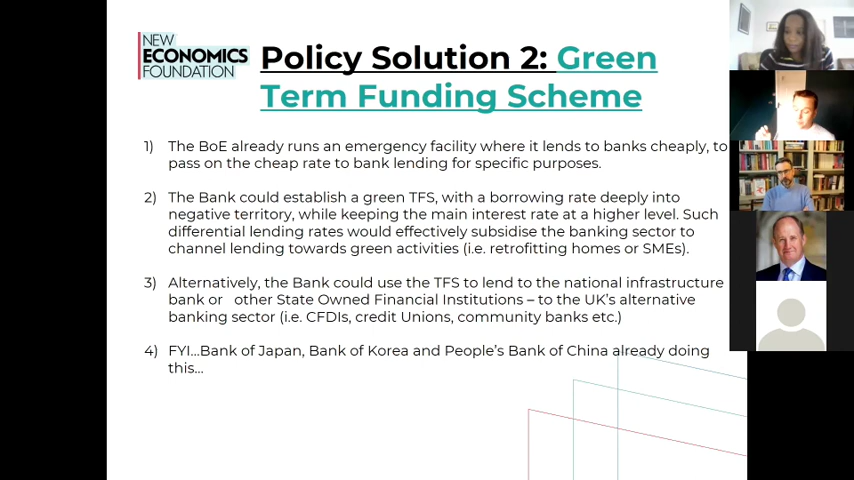 NEW
ECONOMICS
FOUNDATION
Policy Solution 2: Green
Term Funding Scheme
1) The BoE already runs an emergency facility where it lends to banks cheaply, to
pass on the cheap rate to bank lending for specific purposes.
2) The Bank could establish a green TFS, with a borrowing rate deeply into
negative territory, while keeping the main interest rate at a higher level. Such
differential lending rates would effectively subsidise the banking sector to
channel lending towards green activities (i.e. retrofitting homes or SMEs).
3) Alternatively, the Bank could use the TFS to lend to the national infrastructure
bank or other State Owned Financial Institutions – to the UK's alternative
banking sector (i.e. CFDIs, credit Unions, community banks etc.)
4) FYI...Bank of Japan, Bank of Korea and People's Bank of China already doing
this...